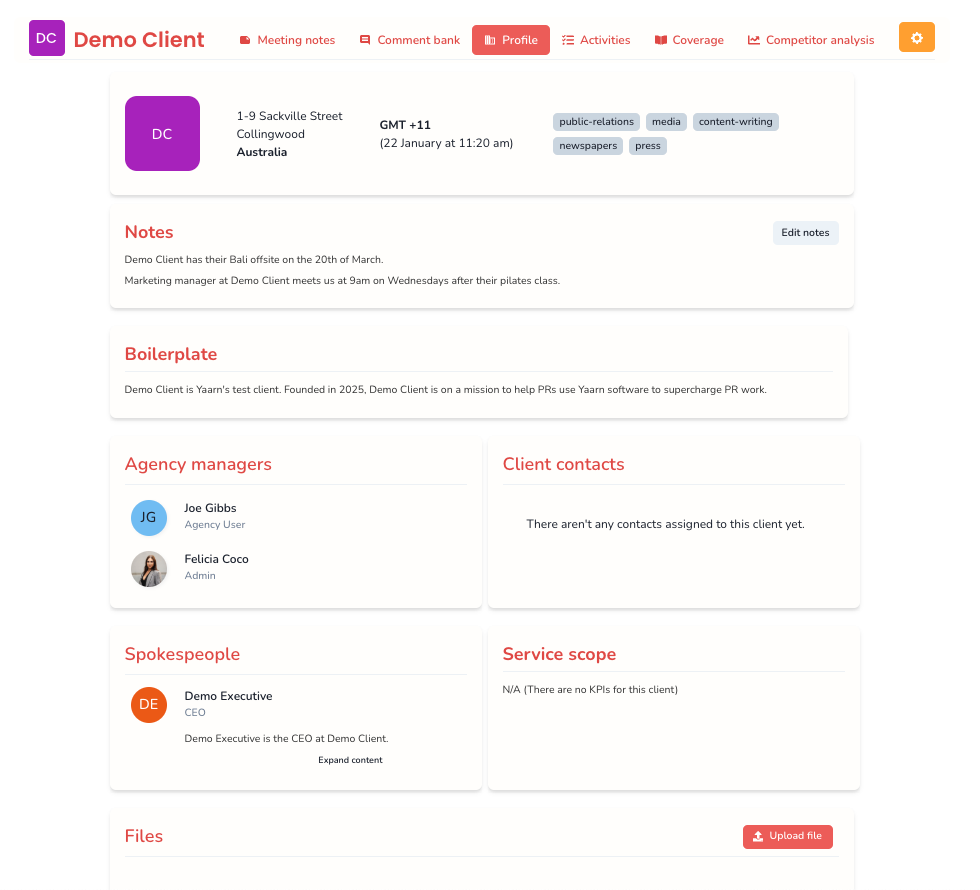 DC Demo Client Meeting notes Comment bank Profile Activities Coverage Competitor analysis
DC
1-9 Sackville Street
Collingwood
Australia
GMT +11
(22 January at 11:20 am)
public-relations media content-writing
newspapers press
Notes
Edit notes
Demo Client has their Bali offsite on the 20th of March.
Marketing manager at Demo Client meets us at 9am on Wednesdays after their pilates class.
Boilerplate
Demo Client is Yaarn's test client. Founded in 2025, Demo Client is on a mission to help PRs use Yaarn software to supercharge PR work.
Agency managers
JG
Joe Gibbs
Agency User
Felicia Coco
Admin
Client contacts
There aren't any contacts assigned to this client yet.
Spokespeople
DE
Demo Executive
CEO
Demo Executive is the CEO at Demo Client.
Expand content
Service scope
N/A (There are no KPIs for this client)
Files
Upload file